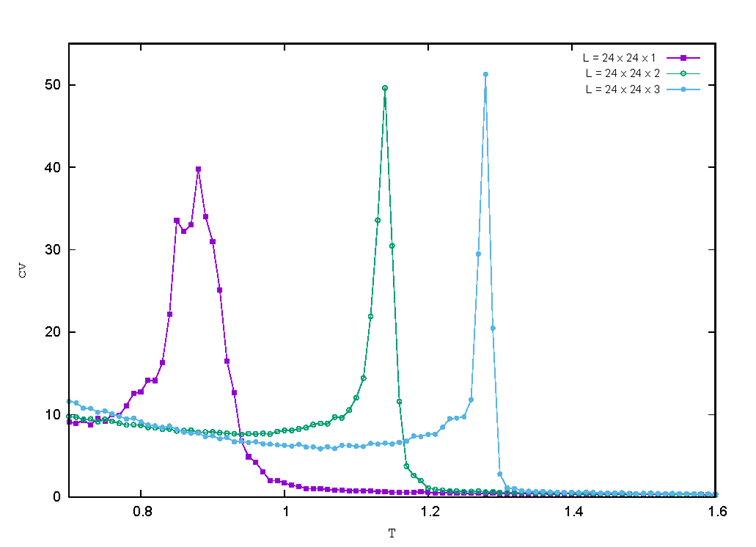 L = 24 x 24 x 1
L = 24 x 24 x 2
L = 24 x 24 x 3
50
40
30
20
10
0
CV
0.8 1 1.2 1.4 1.6
T